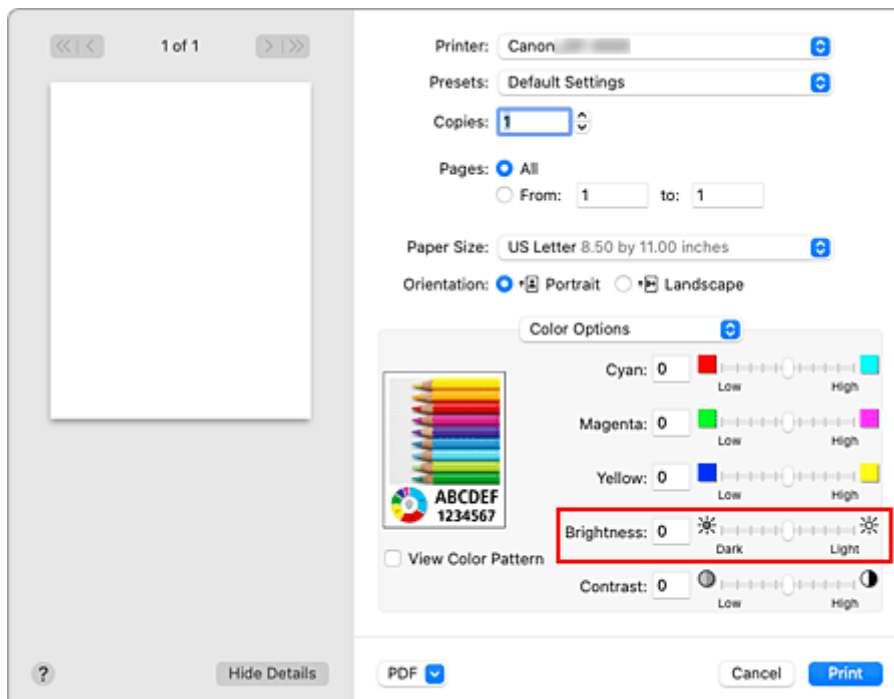 1 of 1
Printer: Canon
Presets: Default Settings
Copies: 1
Pages: All
From: 1 to: 1
Paper Size: US Letter 8.50 by 11.00 inches
Orientation: Portrait Landscape
Color Options
Cyan: 0
Low High
Magenta: 0
Low High
Yellow: 0
Low High
ABCDEF
1234567
Brightness: 0
Dark Light
View Color Pattern
Contrast: 0
Low High
? Hide Details PDF Cancel Print